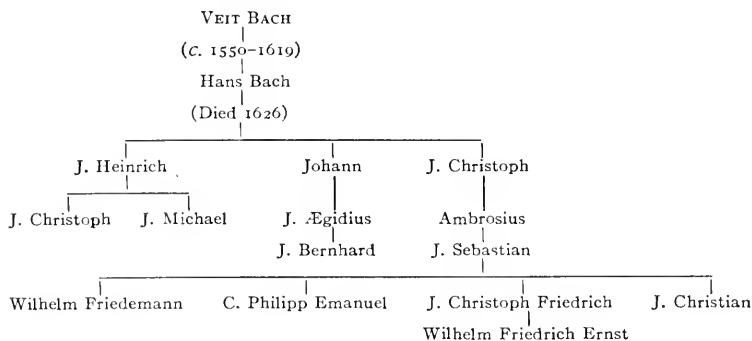 VEIT BACH
(C. 1550–1619)
Hans Bach
(Died 1626)
J. Heinrich Johann J. Christoph
J. Christoph J. Michael J. Ægidius Ambrosius
J. Bernhard J. Sebastian
Wilhelm Friedemann C. Philipp Emanuel J. Christoph Friedrich J. Christian
Wilhelm Friedrich Ernst